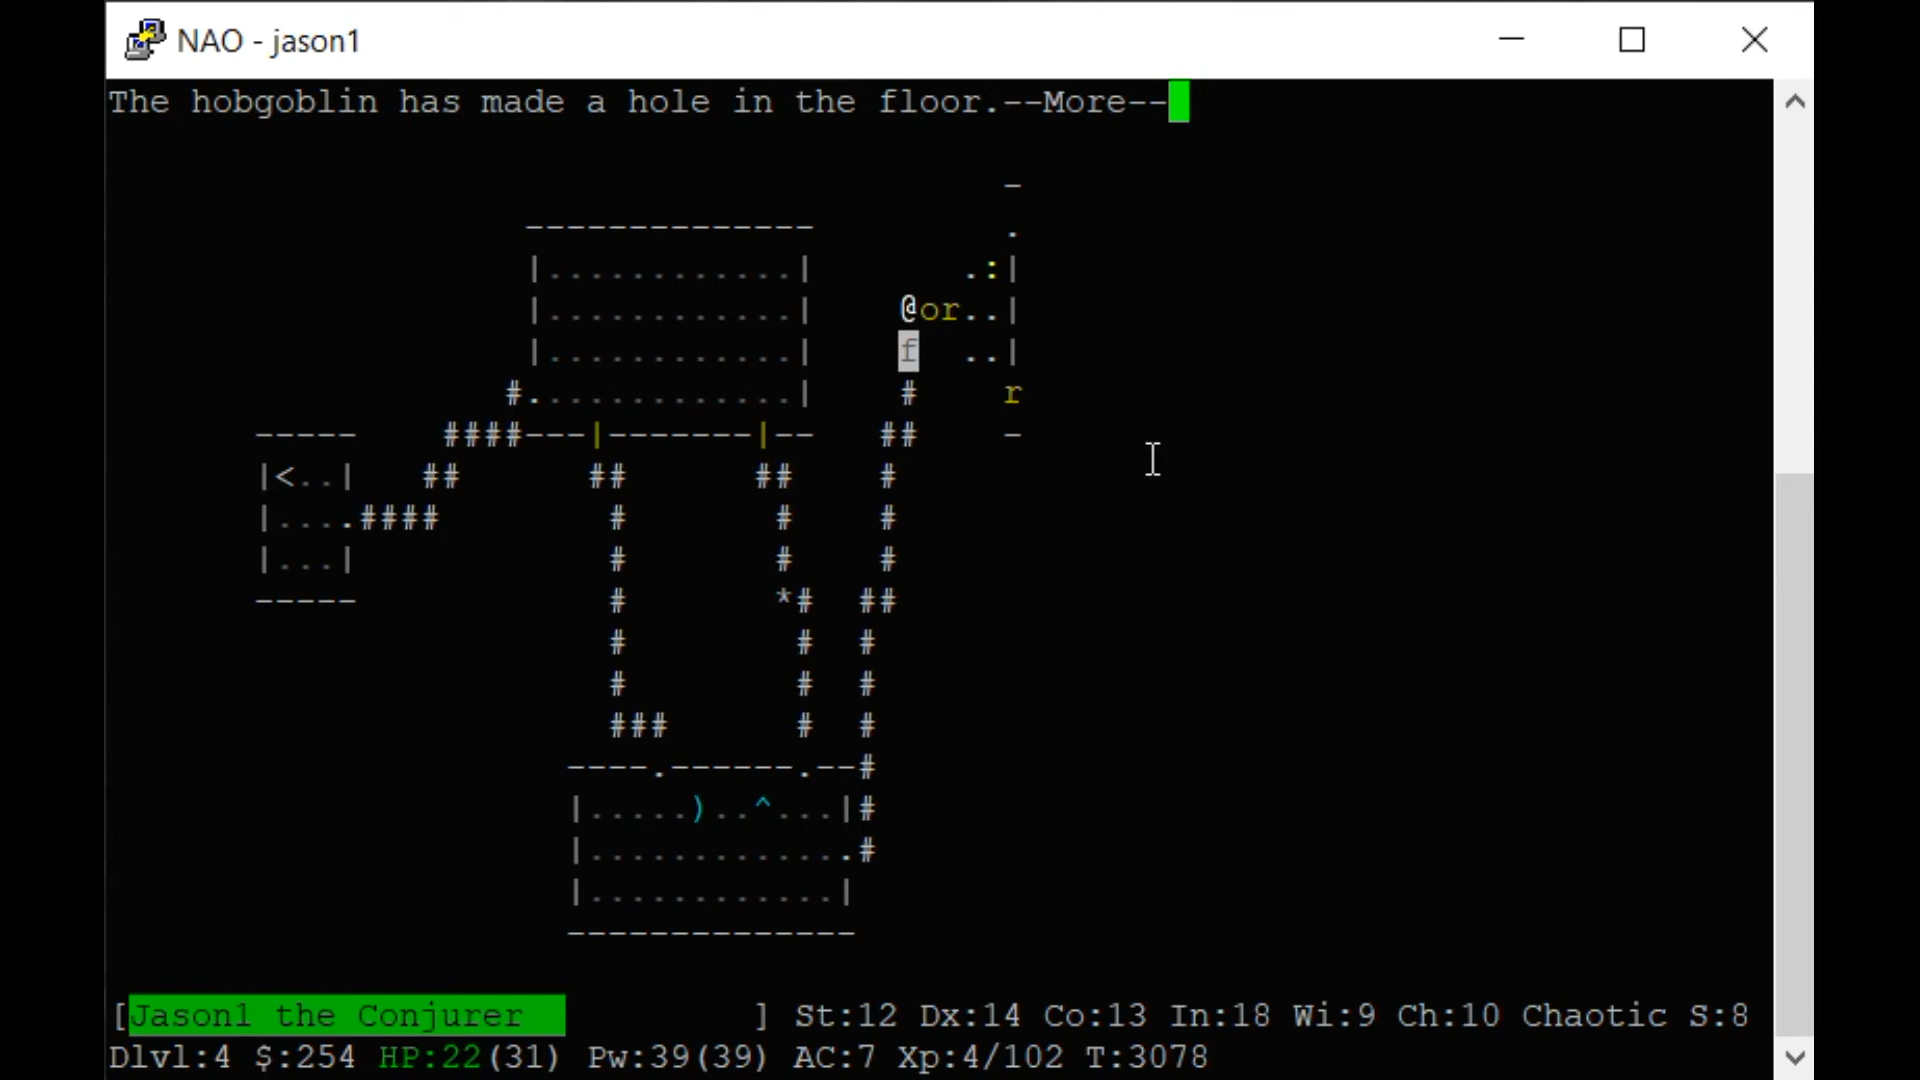 NAO - jason1
The hobgoblin has made a hole in the floor.--More--
                                            -
                     --------------         .
                     |............|       .:|
                     |............|    @or..|
                     |............|    f  ..|
                    #.............|    #    r
       -----     ####---|-------|--   ##    -
       |<..|   ##       ##      ##    #
       |....####         #       #    #
       |...|             #       #    #
       -----             #       *#  ##
                         #        #  #
                         #        #  #
                         ###      #  #
                       ----.------.--#
                       |.....)..^...|#
                       |.............#
                       |............|
                       --------------
[Jason1 the Conjurer         ] St:12 Dx:14 Co:13 In:18 Wi:9 Ch:10 Chaotic S:8
Dlvl:4 $:254 HP:22(31) Pw:39(39) AC:7 Xp:4/102 T:3078